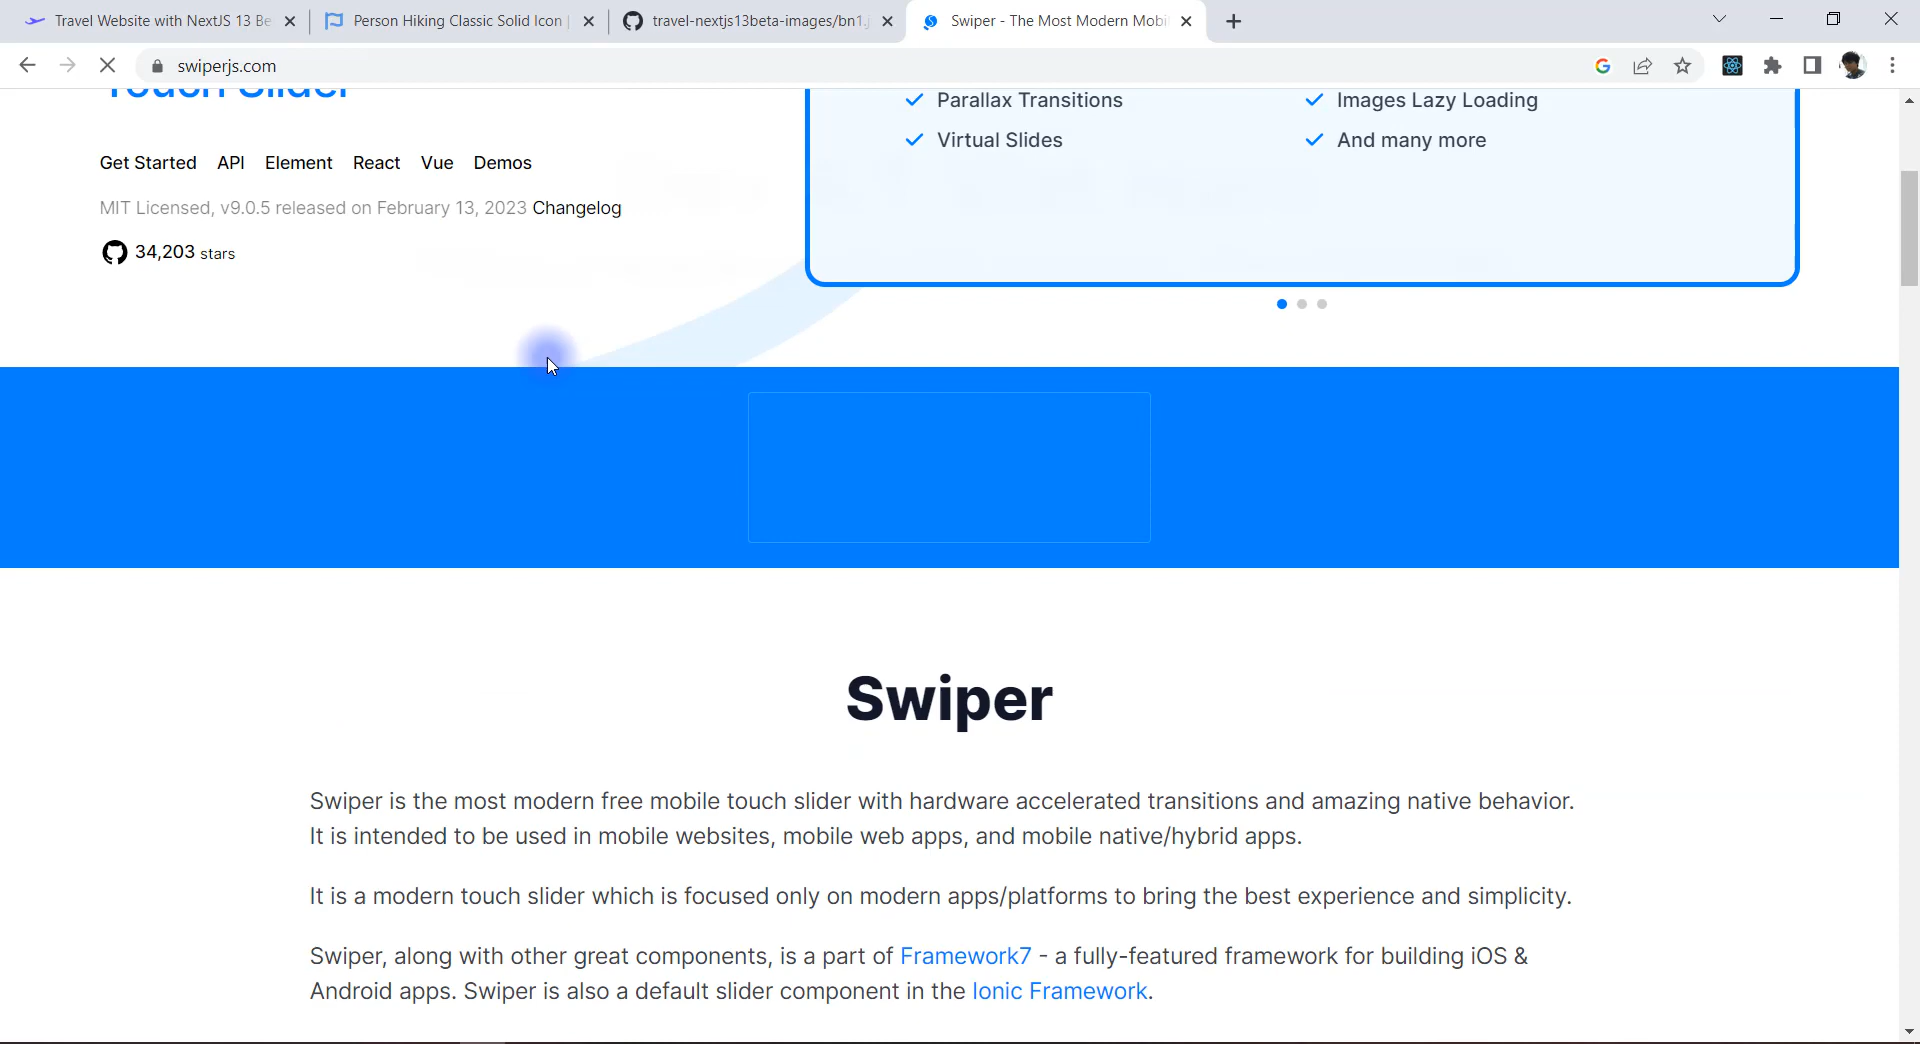 Travel Website with NextJS 13 Be
Person Hiking Classic Solid Icon |
travel-nextjs13beta-images/bn1.j
Swiper - The Most Modern Mobi
swiperjs.com
Touch Slider
Parallax Transitions
Images Lazy Loading
Virtual Slides
And many more
Get Started API Element React Vue Demos
MIT Licensed, v9.0.5 released on February 13, 2023 Changelog
34,203 stars
Swiper
Swiper is the most modern free mobile touch slider with hardware accelerated transitions and amazing native behavior.
It is intended to be used in mobile websites, mobile web apps, and mobile native/hybrid apps.
It is a modern touch slider which is focused only on modern apps/platforms to bring the best experience and simplicity.
Swiper, along with other great components, is a part of Framework7 - a fully-featured framework for building iOS &
Android apps. Swiper is also a default slider component in the Ionic Framework.